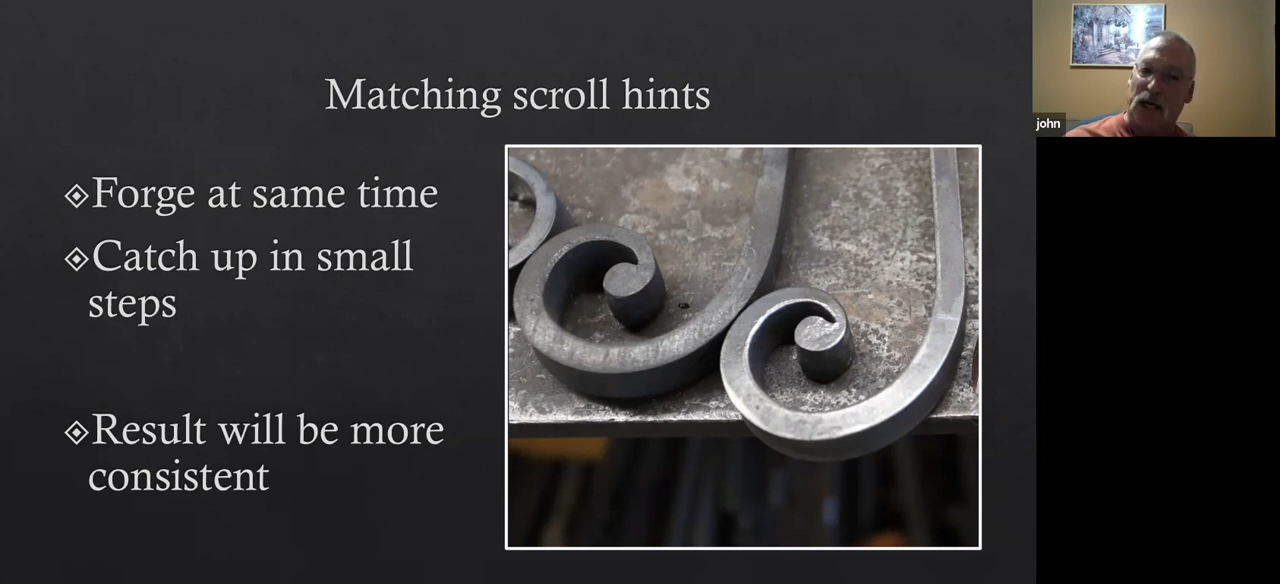 Matching scroll hints
Forge at same time
Catch up in small
steps
Result will be more
consistent
john